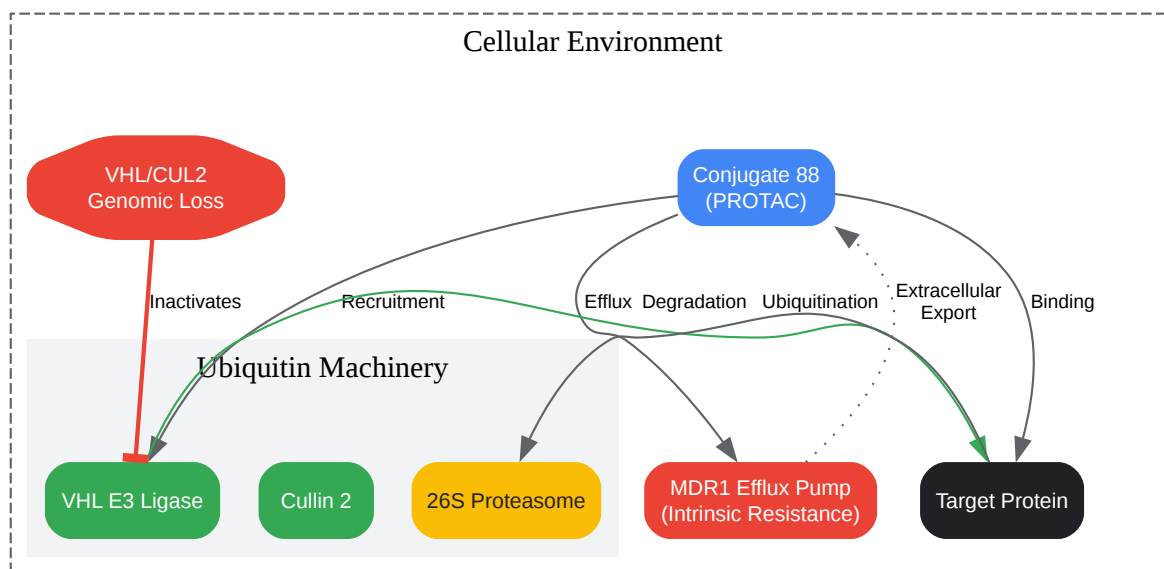 Cellular Environment
VHL/CUL2
Genomic Loss
Conjugate 88
(PROTAC)
Inactivates
Recruitment
Efflux
Degradation
Ubiquitination
Extracellular
Export
Binding
Ubiquitin Machinery
VHL E3 Ligase
Cullin 2
26S Proteasome
MDR1 Efflux Pump
(Intrinsic Resistance)
Target Protein